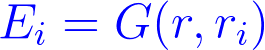 E_i = G(r, r_i)